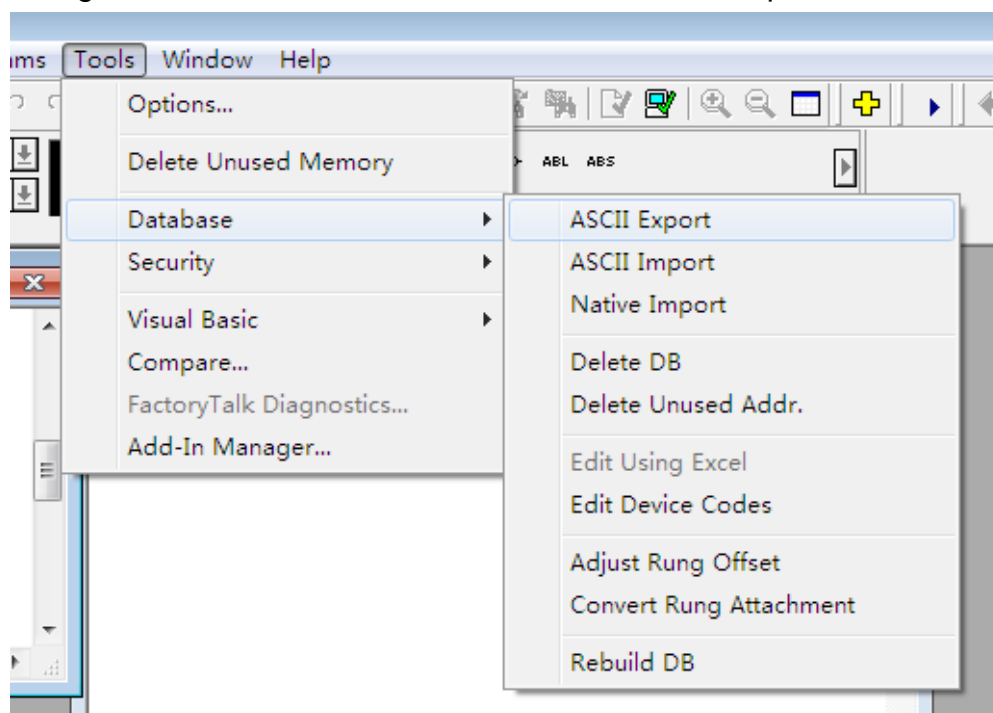 ams Tools Window Help
Options...
ABL ABS
Delete Unused Memory
Database
Security
Visual Basic
Compare...
FactoryTalk Diagnostics...
Add-In Manager...
ASCII Export
ASCII Import
Native Import
Delete DB
Delete Unused Addr.
Edit Using Excel
Edit Device Codes
Adjust Rung Offset
Convert Rung Attachment
Rebuild DB